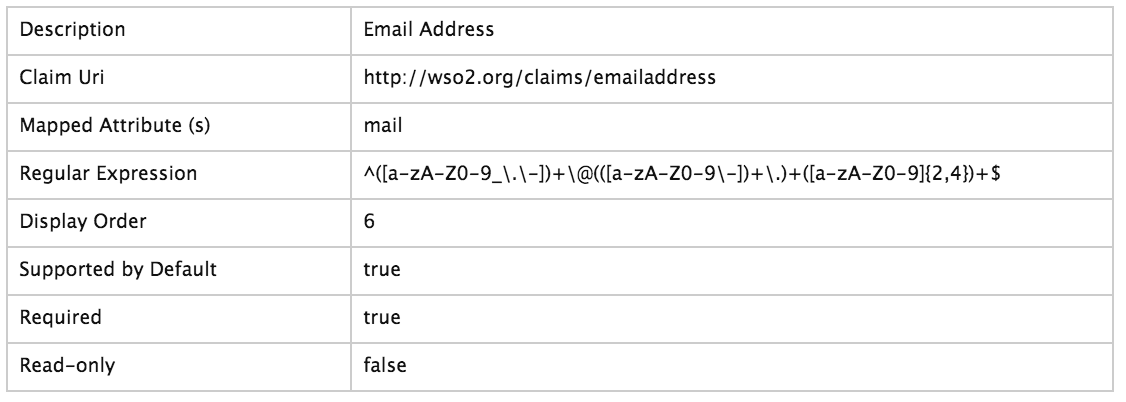 Description Email Address
Claim Uri http://wso2.org/claims/emailaddress
Mapped Attribute (s) mail
Regular Expression ^([a-zA-Z0-9_\.\-])+\@(([a-zA-Z0-9\-])+\.)+([a-zA-Z0-9]{2,4})+$
Display Order 6
Supported by Default true
Required true
Read-only false